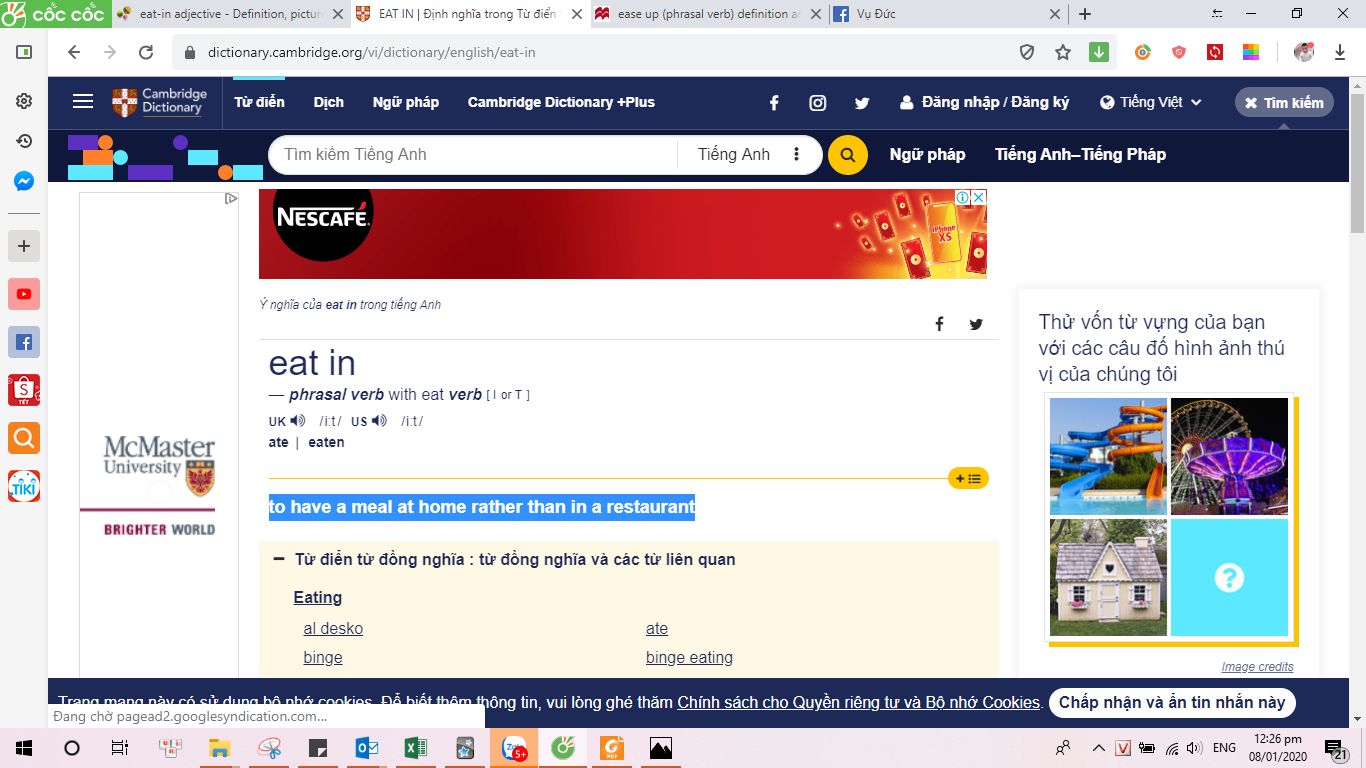 cốc cốc
eat-in adjective - Definition, pictur
EAT IN | Định nghĩa trong Từ điển
ease up (phrasal verb) definition a
Vụ Đức
dictionary.cambridge.org/vi/dictionary/english/eat-in
Cambridge
Dictionary
Từ điển
Dịch
Ngữ pháp
Cambridge Dictionary +Plus
Đăng nhập / Đăng ký
Tiếng Việt
Tìm kiếm
Tìm kiếm Tiếng Anh
Tiếng Anh
Ngữ pháp
Tiếng Anh–Tiếng Pháp
NESCAFÉ
iPhone
XS
Ý nghĩa của eat in trong tiếng Anh
eat in
— phrasal verb with eat verb [ I or T ]
UK /iːt/ US /iːt/
ate | eaten
to have a meal at home rather than in a restaurant
Từ điển từ đồng nghĩa : từ đồng nghĩa và các từ liên quan
Eating
al desko
ate
binge
binge eating
McMaster
University
BRIGHTER WORLD
Thử vốn từ vựng của bạn
với các câu đố hình ảnh thú
vị của chúng tôi
?
Image credits
Trang mạng này có sử dụng bộ nhớ cookies. Để biết thêm thông tin, vui lòng ghé thăm Chính sách cho Quyền riêng tư và Bộ nhớ Cookies.
Chấp nhận và ẩn tin nhắn này
Đang chờ pagead2.googlesyndication.com...
TẾT
TIKI
5+
PDF
V
ENG
12:26 pm
08/01/2020
21